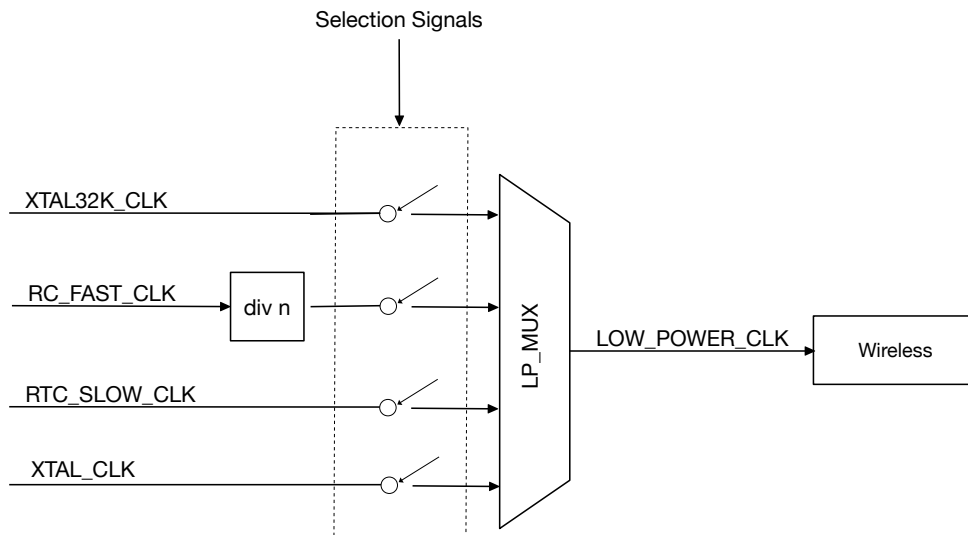 Selection Signals
XTAL32K_CLK
RC_FAST_CLK
div n
RTC_SLOW_CLK
XTAL_CLK
LP_MUX
LOW_POWER_CLK
Wireless